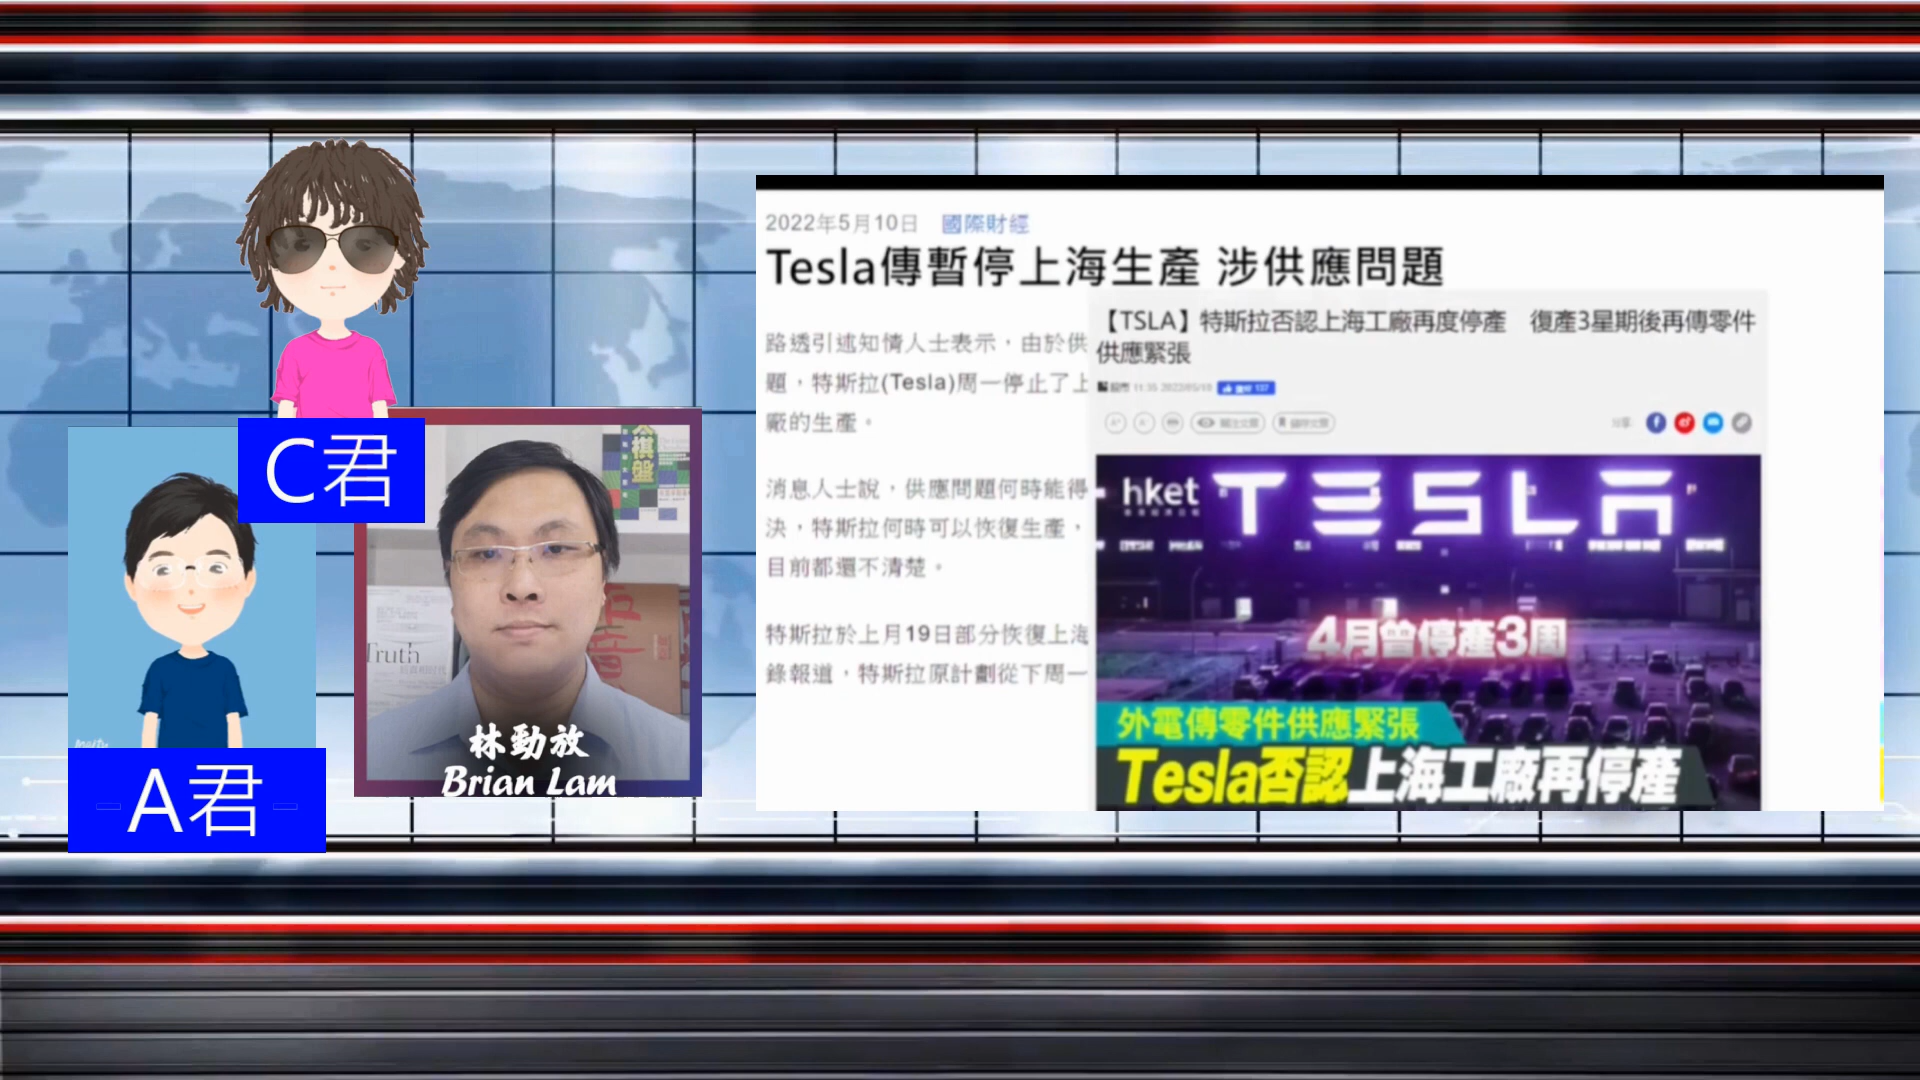 2022年5月10日 國際財經
Tesla傳暫停上海生產 涉供應問題
路透引述知情人士表示，由於供
題，特斯拉(Tesla)周一停止了上
廠的生產。
消息人士說，供應問題何時能得
決，特斯拉何時可以恢復生產，
目前都還不清楚。
特斯拉於上月19日部分恢復上海
錄報道，特斯拉原計劃從下周一
【TSLA】特斯拉否認上海工廠再度停產 復產3星期後再傳零件
供應緊張
hket
TESLA
4月曾停產3周
外電傳零件供應緊張
Tesla否認上海工廠再停產
C君
A君
棋盤
Truth
林勁放
Brian Lam